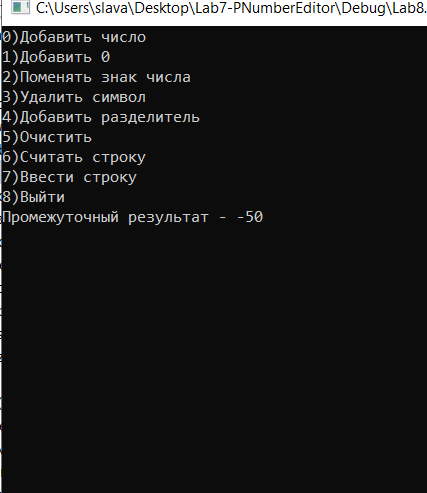 C:\Users\slava\Desktop\Lab7-PNumberEditor\Debug\Lab8.
0)Добавить число
1)Добавить 0
2)Поменять знак числа
3)Удалить символ
4)Добавить разделитель
5)Очистить
6)Считать строку
7)Ввести строку
8)Выйти
Промежуточный результат - -50